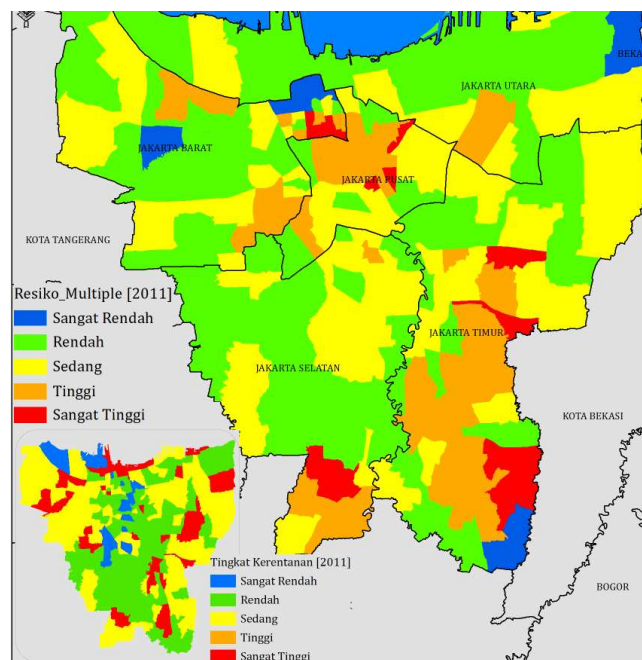 BEKA
JAKARTA UTARA
JAKARTA BARAT
JAKARTA PUSAT
KOTA TANGERANG
Resiko_Multiple [2011]
Sangat Rendah
Rendah
Sedang
Tinggi
Sangat Tinggi
JAKARTA TIMUR
JAKARTA SELATAN
KOTA BEKASI
Tingkat Kerentanan [2011]
Sangat Rendah
Rendah
Sedang
Tinggi
Sangat Tinggi
BOGOR